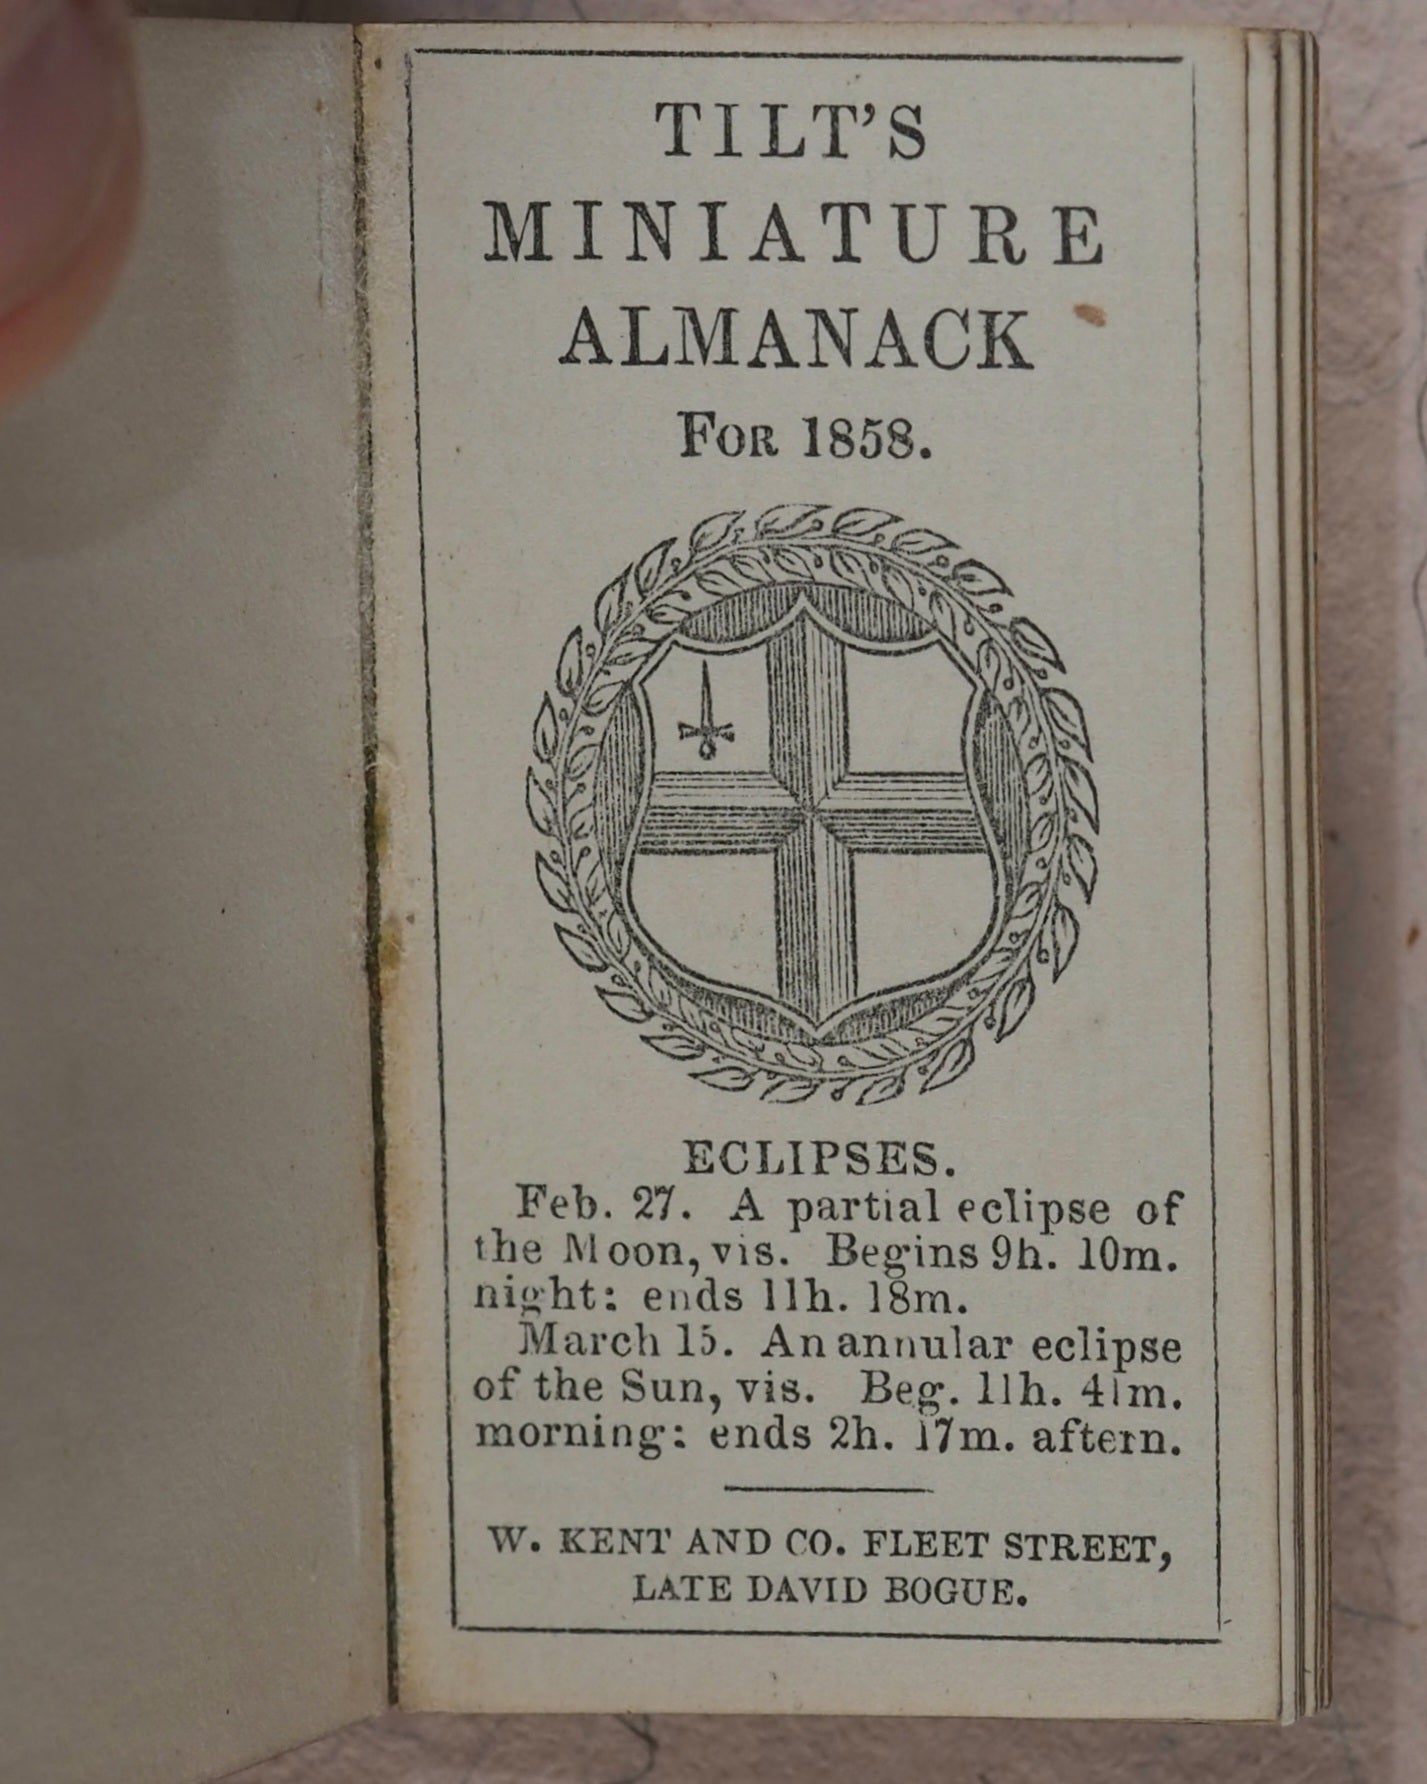 TILT'S
MINIATURE
ALMANACK
FOR 1858.
ECLIPSES.
Feb. 27. A partial eclipse of
the Moon, vis. Begins 9h. 10m.
night: ends 11h. 18m.
March 15. An annular eclipse
of the Sun, vis. Beg. 11h. 41m.
morning: ends 2h. 17m. aftern.
W. KENT AND CO. FLEET STREET,
LATE DAVID BOGUE.